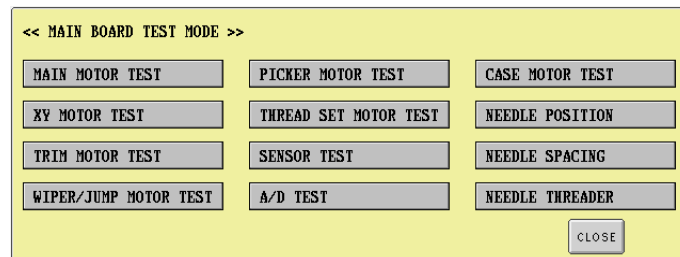 << MAIN BOARD TEST MODE >>
MAIN MOTOR TEST PICKER MOTOR TEST CASE MOTOR TEST
XY MOTOR TEST THREAD SET MOTOR TEST NEEDLE POSITION
TRIM MOTOR TEST SENSOR TEST NEEDLE SPACING
WIPER/JUMP MOTOR TEST A/D TEST NEEDLE THREADER
CLOSE